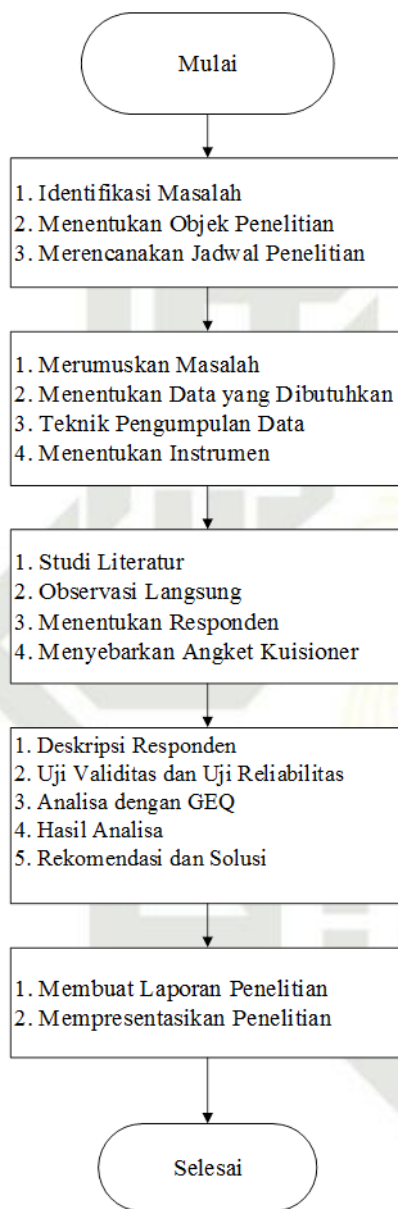 Mulai
1. Identifikasi Masalah
2. Menentukan Objek Penelitian
3. Merencanakan Jadwal Penelitian
1. Merumuskan Masalah
2. Menentukan Data yang Dibutuhkan
3. Teknik Pengumpulan Data
4. Menentukan Instrumen
1. Studi Literatur
2. Observasi Langsung
3. Menentukan Responden
4. Menyebarkan Angket Kuisioner
1. Deskripsi Responden
2. Uji Validitas dan Uji Reliabilitas
3. Analisa dengan GEQ
4. Hasil Analisa
5. Rekomendasi dan Solusi
1. Membuat Laporan Penelitian
2. Mempresentasikan Penelitian
Selesai